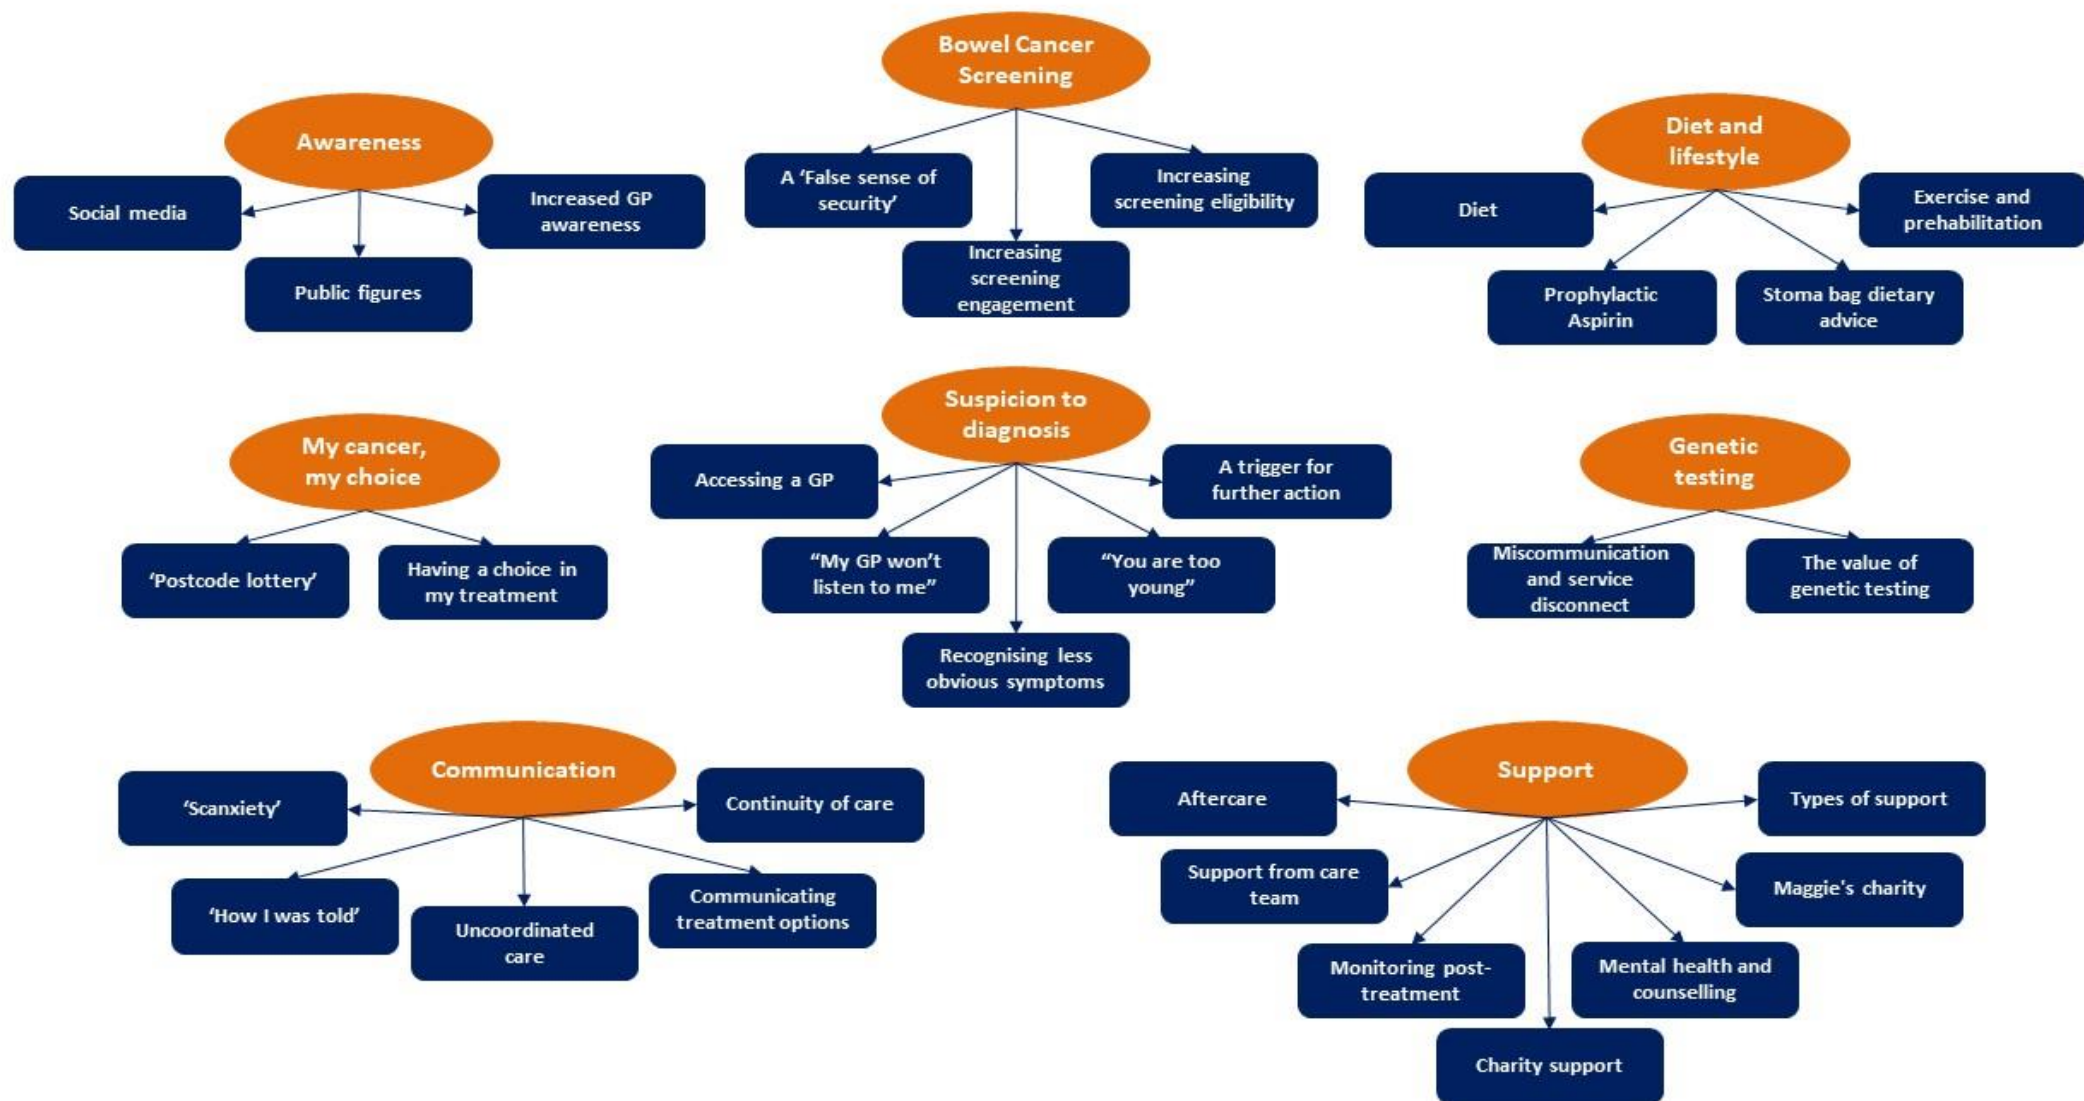 Bowel Cancer
Screening
A ‘False sense of
security’
Increasing
screening engagement
Increasing
screening eligibility
Awareness
Social media
Public figures
Increased GP
awareness
Diet and
lifestyle
Diet
Prophylactic
Aspirin
Stoma bag dietary
advice
Exercise and
prehabilitation
My cancer,
my choice
‘Postcode lottery’
Having a choice in
my treatment
Suspicion to
diagnosis
Accessing a GP
“My GP won’t
listen to me”
Recognising less
obvious symptoms
“You are too
young”
A trigger for
further action
Genetic
testing
Miscommunication
and service
disconnect
The value of
genetic testing
Communication
‘Scanxiety’
‘How I was told’
Uncoordinated
care
Communicating
treatment options
Continuity of care
Support
Aftercare
Support from care
team
Monitoring post-
treatment
Charity support
Mental health and
counselling
Maggie's charity
Types of support